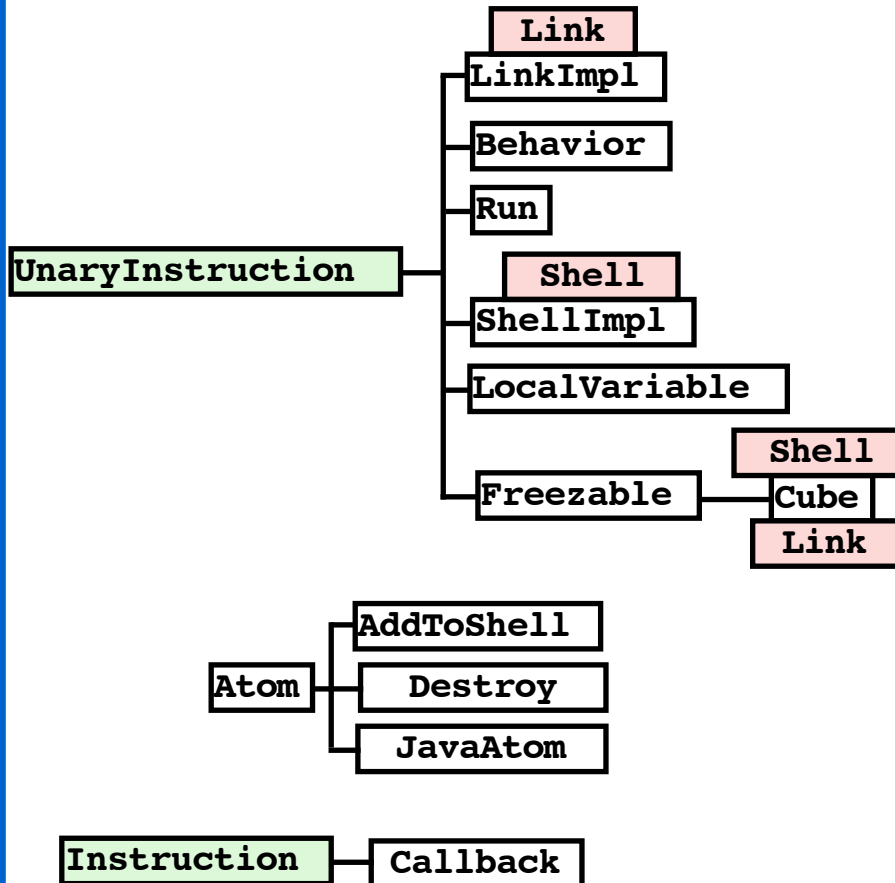 Link
LinkImpl
Behavior
Run
UnaryInstruction
Shell
ShellImpl
LocalVariable
Shell
Freezable
Cube
Link
AddToShell
Atom
Destroy
JavaAtom
Instruction
Callback